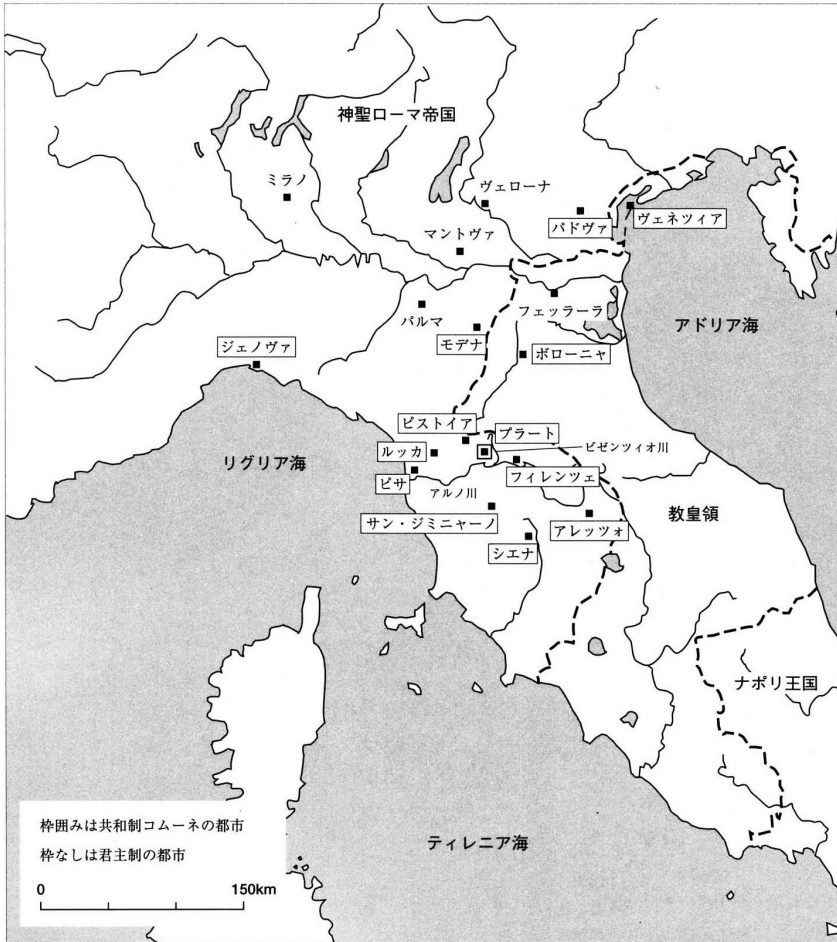 神聖ローマ帝国
ミラノ
ヴェローナ
パドヴァ
ヴェネツィア
マントヴァ
パルマ
フェッラーラ
アドリア海
モデナ
ジェノヴァ
ボローニャ
ピストイア
プラート
ビゼンツィオ川
ルッカ
リグリア海
フィレンツェ
ピサ
アルノ川
教皇領
サン・ジミニャーノ
アレッツォ
シエナ
ナポリ王国
枠囲みは共和制コムーネの都市
枠なしは君主制の都市
ティレニア海
0 150km